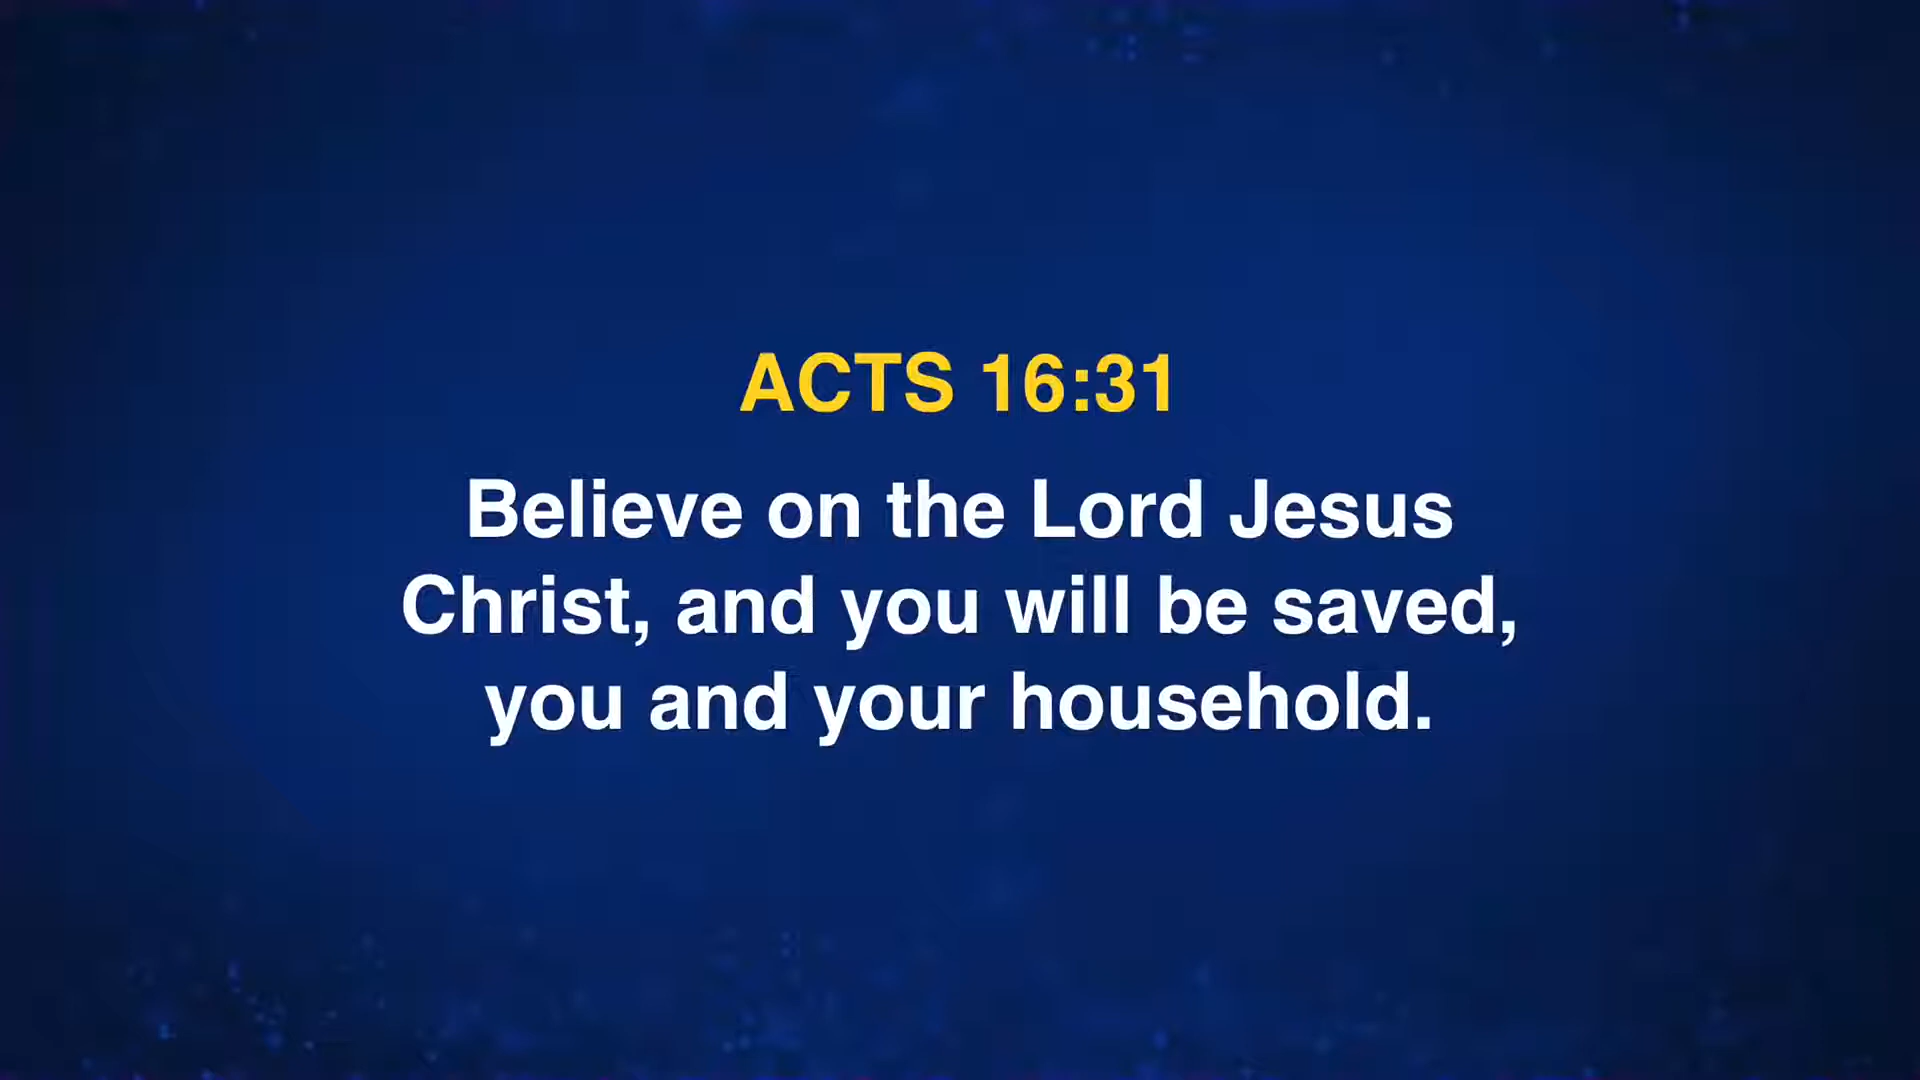 ACTS 16:31
Believe on the Lord Jesus
Christ, and you will be saved,
you and your household.